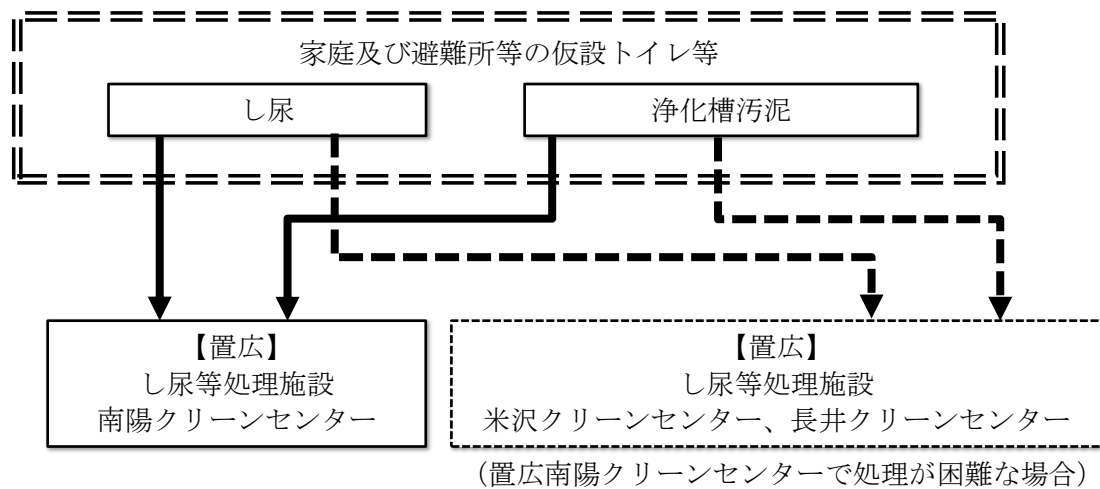 家庭及び避難所等の仮設トイレ等
し尿
浄化槽汚泥
【置広】
し尿等処理施設
南陽クリーンセンター
【置広】
し尿等処理施設
米沢クリーンセンター、長井クリーンセンター
（置広南陽クリーンセンターで処理が困難な場合）